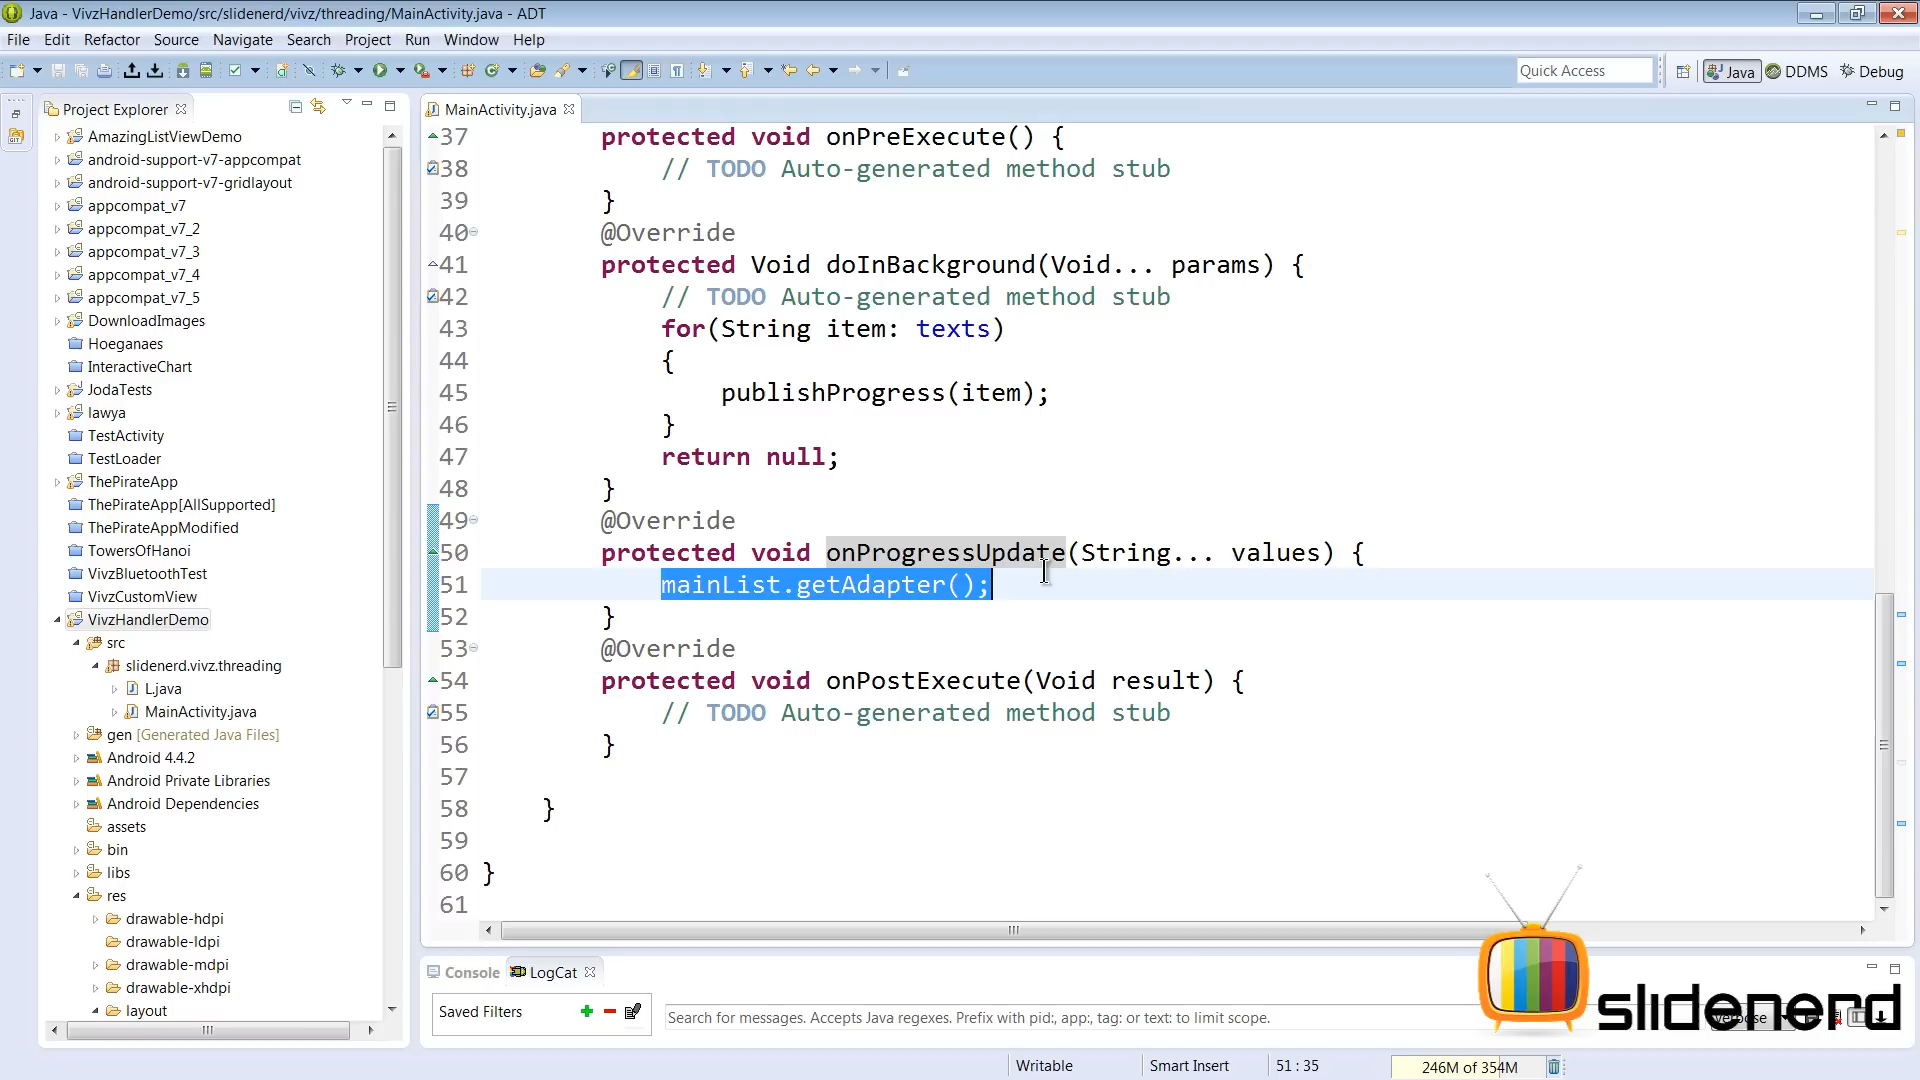 Java - VivzHandlerDemo/src/slidenerd/vivz/threading/MainActivity.java - ADT
File Edit Refactor Source Navigate Search Project Run Window Help
Quick Access Java DDMS Debug
Project Explorer
AmazingListViewDemo
android-support-v7-appcompat
android-support-v7-gridlayout
appcompat_v7
appcompat_v7_2
appcompat_v7_3
appcompat_v7_4
appcompat_v7_5
DownloadImages
Hoeganaes
InteractiveChart
JodaTests
lawya
TestActivity
TestLoader
ThePirateApp
ThePirateApp[AllSupported]
ThePirateAppModified
TowersOfHanoi
VivzBluetoothTest
VivzCustomView
VivzHandlerDemo
src
slidenerd.vivz.threading
L.java
MainActivity.java
gen [Generated Java Files]
Android 4.4.2
Android Private Libraries
Android Dependencies
assets
bin
libs
res
drawable-hdpi
drawable-ldpi
drawable-mdpi
drawable-xhdpi
layout
MainActivity.java
37 protected void onPreExecute() {
38 // TODO Auto-generated method stub
39 }
40 @Override
41 protected Void doInBackground(Void... params) {
42 // TODO Auto-generated method stub
43 for(String item: texts)
44 {
45 publishProgress(item);
46 }
47 return null;
48 }
49 @Override
50 protected void onProgressUpdate(String... values) {
51 mainList.getAdapter();
52 }
53 @Override
54 protected void onPostExecute(Void result) {
55 // TODO Auto-generated method stub
56 }
57
58 }
59
60 }
61
Console LogCat
Saved Filters
Search for messages. Accepts Java regexes. Prefix with pid:, app:, tag: or text: to limit scope.
slidenerd
Writable Smart Insert 51 : 35 246M of 354M